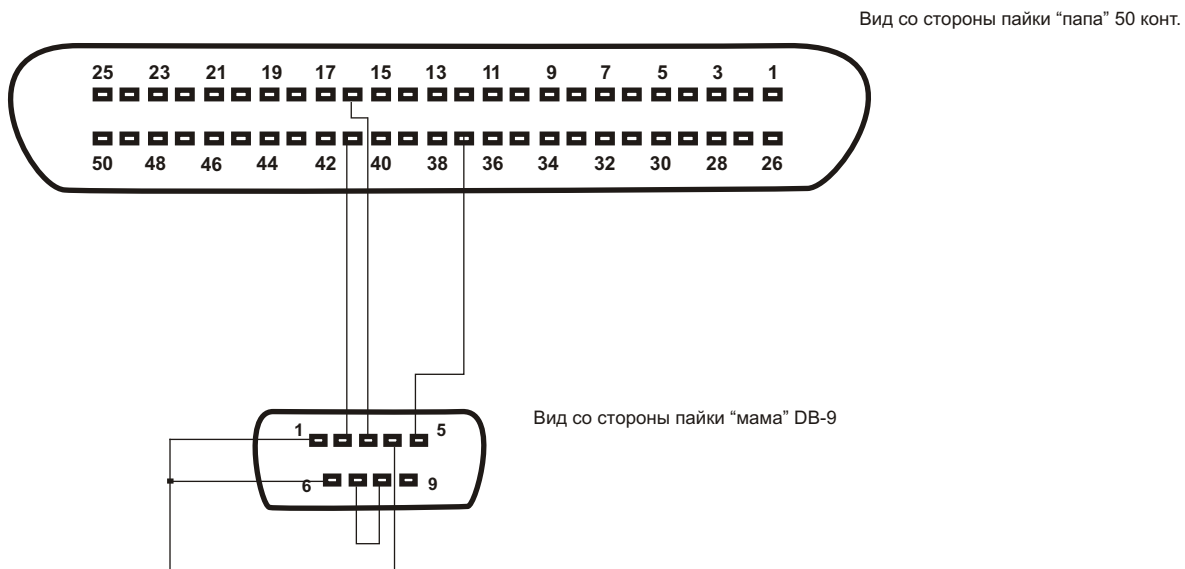 Вид со стороны пайки “папа” 50 конт.
25 23 21 19 17 15 13 11 9 7 5 3 1
50 48 46 44 42 40 38 36 34 32 30 28 26
Вид со стороны пайки “мама” DB-9
1 5
6 9